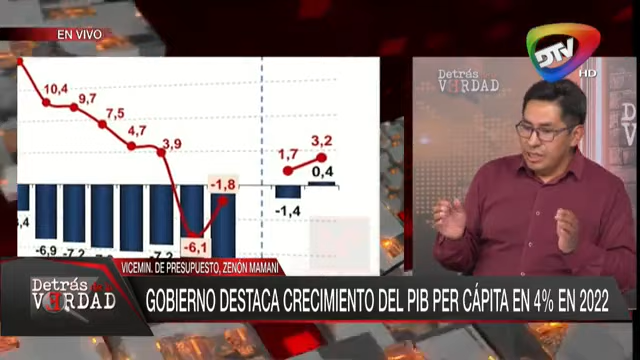 EN VIVO
10,4
9,7
7,5
4,7
3,9
-1,8
-6,1
1,7
3,2
0,4
-1,4
-6,9
-7,2
-7,2
DTV
HD
Detrás
VERDAD
VICEMIN. DE PRESUPUESTO, ZENÓN MAMANI
Detrás de la
VERDAD
GOBIERNO DESTACA CRECIMIENTO DEL PIB PER CÁPITA EN 4% EN 2022